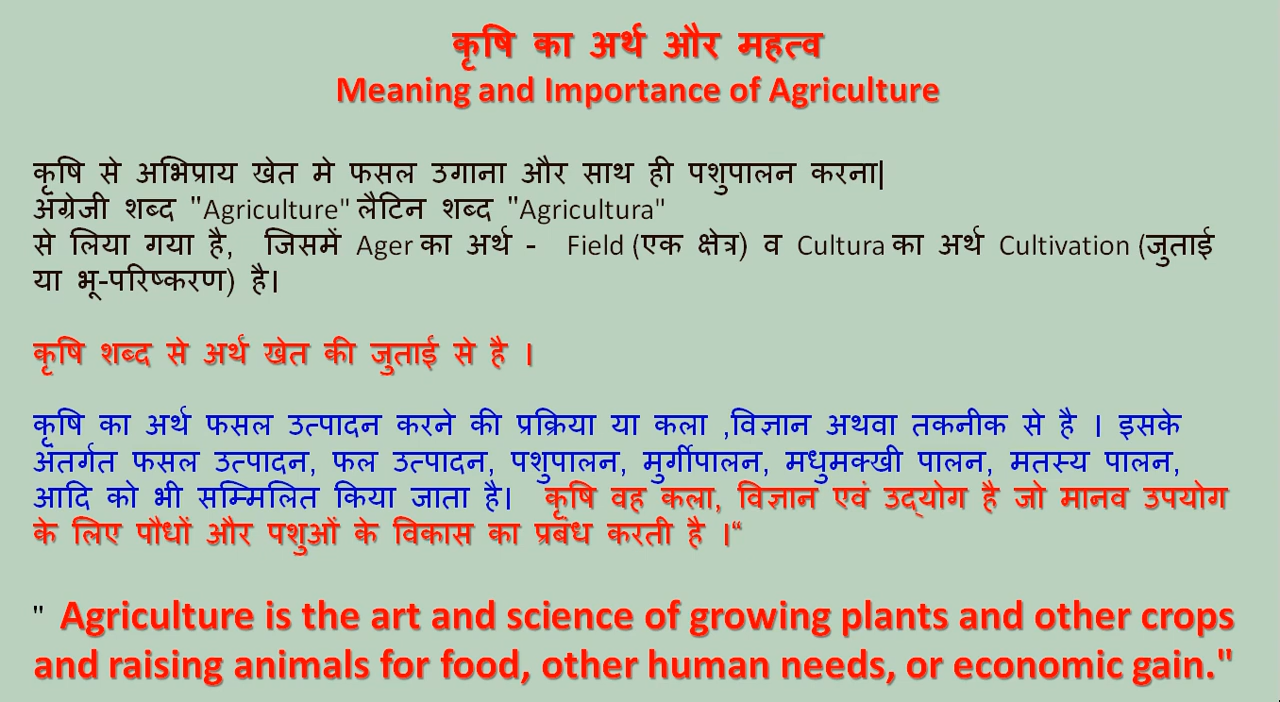 कृषि का अर्थ और महत्व
Meaning and Importance of Agriculture
कृषि से अभिप्राय खेत मे फसल उगाना और साथ ही पशुपालन करना|
अंग्रेजी शब्द "Agriculture" लैटिन शब्द "Agricultura"
से लिया गया है, जिसमें Ager का अर्थ - Field (एक क्षेत्र) व Cultura का अर्थ Cultivation (जुताई
या भू-परिष्करण) है।
कृषि शब्द से अर्थ खेत की जुताई से है ।
कृषि का अर्थ फसल उत्पादन करने की प्रक्रिया या कला ,विज्ञान अथवा तकनीक से है । इसके
अंतर्गत फसल उत्पादन, फल उत्पादन, पशुपालन, मुर्गीपालन, मधुमक्खी पालन, मतस्य पालन,
आदि को भी सम्मिलित किया जाता है| कृषि वह कला, विज्ञान एवं उद्योग है जो मानव उपयोग
के लिए पौधों और पशुओं के विकास का प्रबंध करती है ।“
" Agriculture is the art and science of growing plants and other crops
and raising animals for food, other human needs, or economic gain."